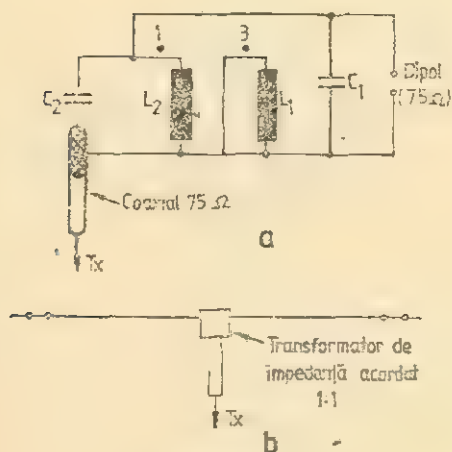 1
3
C2
L2
L1
C1
Dipol
(75Ω)
Coaxial 75 Ω
Tx
a
Transformator de
impedanță acordat
1:1
Tx
b